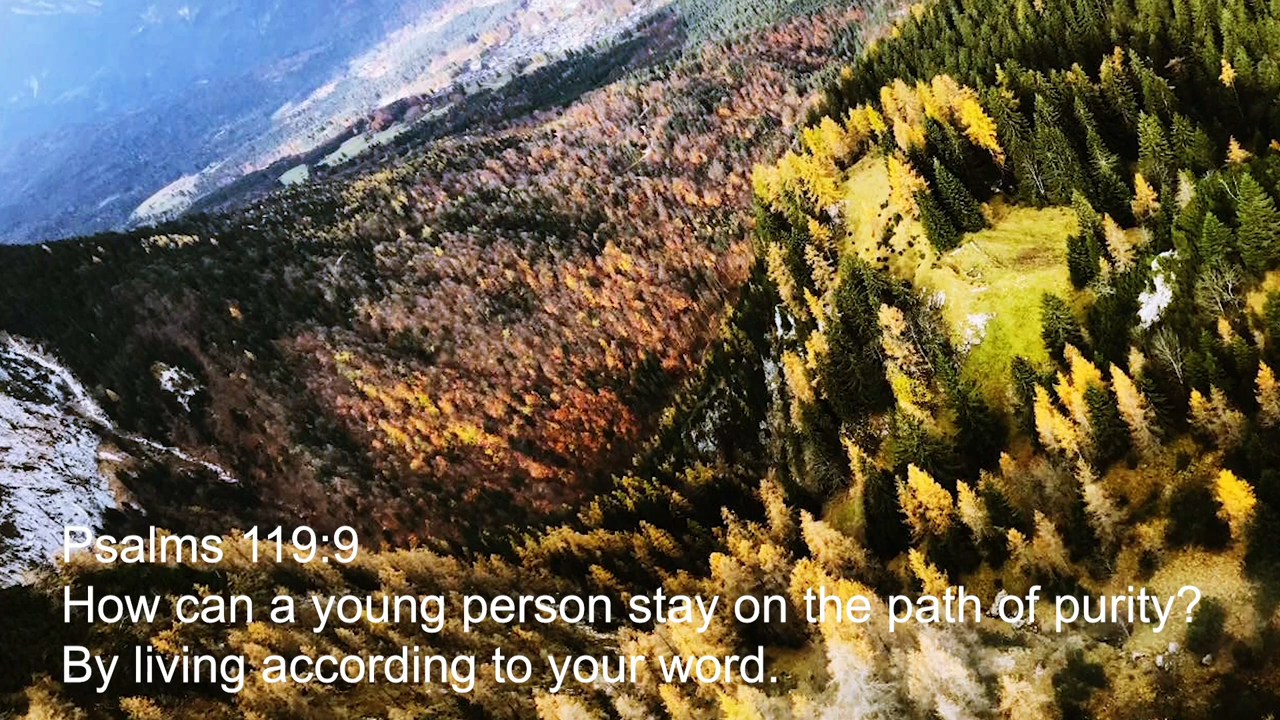 Psalms 119:9
How can a young person stay on the path of purity?
By living according to your word.